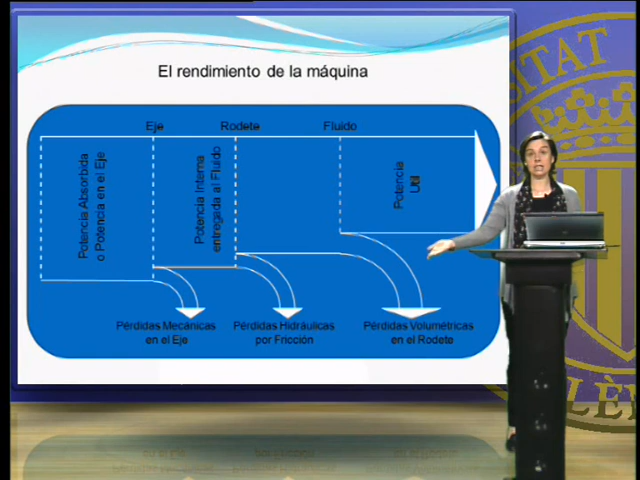 El rendimiento de la máquina
Eje
Rodete
Fluido
Potencia Absorbida
o Potencia en el Eje
Potencia Interna
entregada al Fluido
Potencia
Util
Pérdidas Mecánicas
en el Eje
Pérdidas Hidráulicas
por Fricción
Pérdidas Volumétricas
en el Rodete